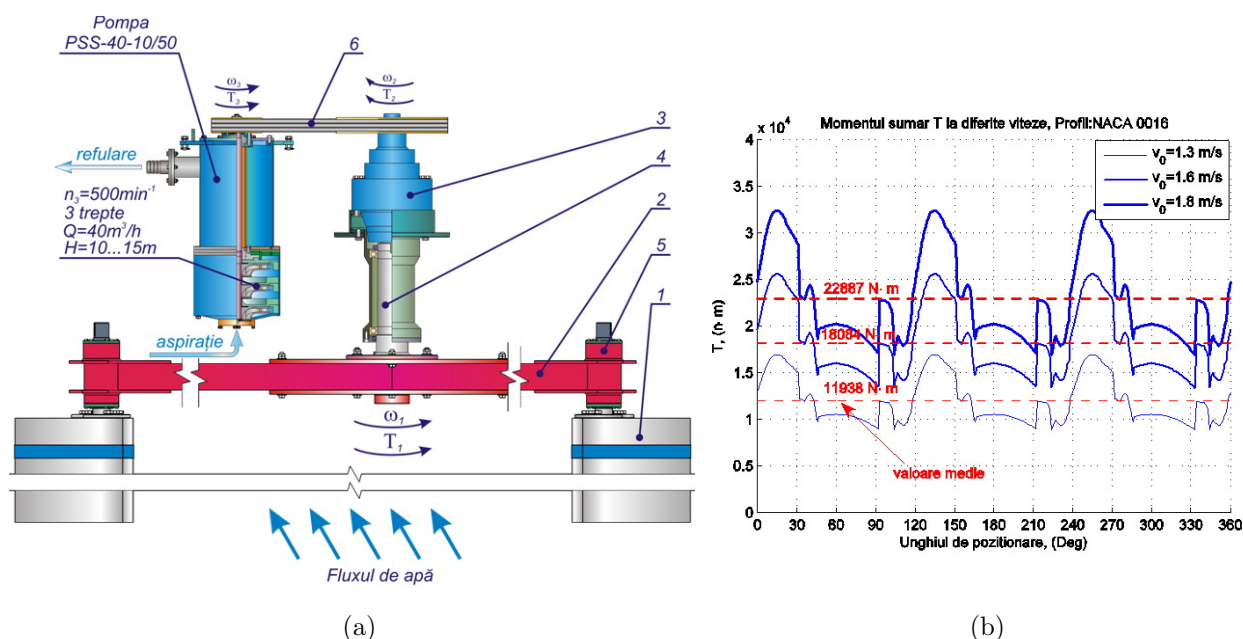 Pompa
PSS-40-10/50
6
ω3
T3
ω2
T2
3
4
2
5
1
refulare
n3=500min-1
3 trepte
Q=40m3/h
H=10...15m
aspirație
ω1
T1
Fluxul de apă
(a)
x 10^4
Momentul sumar T la diferite viteze, Profil:NACA 0016
v0=1.3 m/s
v0=1.6 m/s
v0=1.8 m/s
4
3.5
3
2.5
2
1.5
1
0.5
0
T, (n· m)
22887 N· m
18084 N· m
11938 N· m
valoare medie
0 30 60 90 120 150 180 210 240 270 300 330 360
Unghiul de pozitionare, (Deg)
(b)